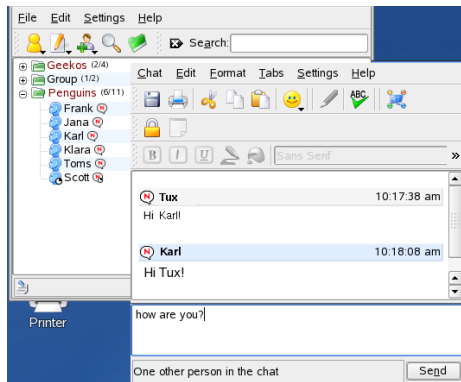 File Edit Settings Help
Search:
Geekos (2/4)
Group (1/2)
Penguins (6/11)
Frank
Jana
Karl
Klara
Toms
Scott
Chat Edit Format Tabs Settings Help
ABC
B I U Sans Serif »
N Tux 10:17:38 am
Hi Karl!
N Karl 10:18:08 am
Hi Tux!
Printer
how are you?
One other person in the chat Send